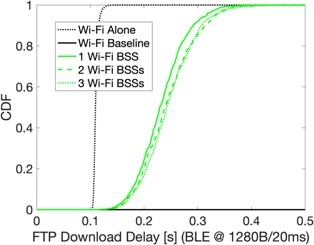 1
0.8
0.6
0.4
0.2
0
CDF
Wi-Fi Alone
Wi-Fi Baseline
1 Wi-Fi BSS
2 Wi-Fi BSSs
3 Wi-Fi BSSs
0 0.1 0.2 0.3 0.4 0.5
FTP Download Delay [s] (BLE @ 1280B/20ms)